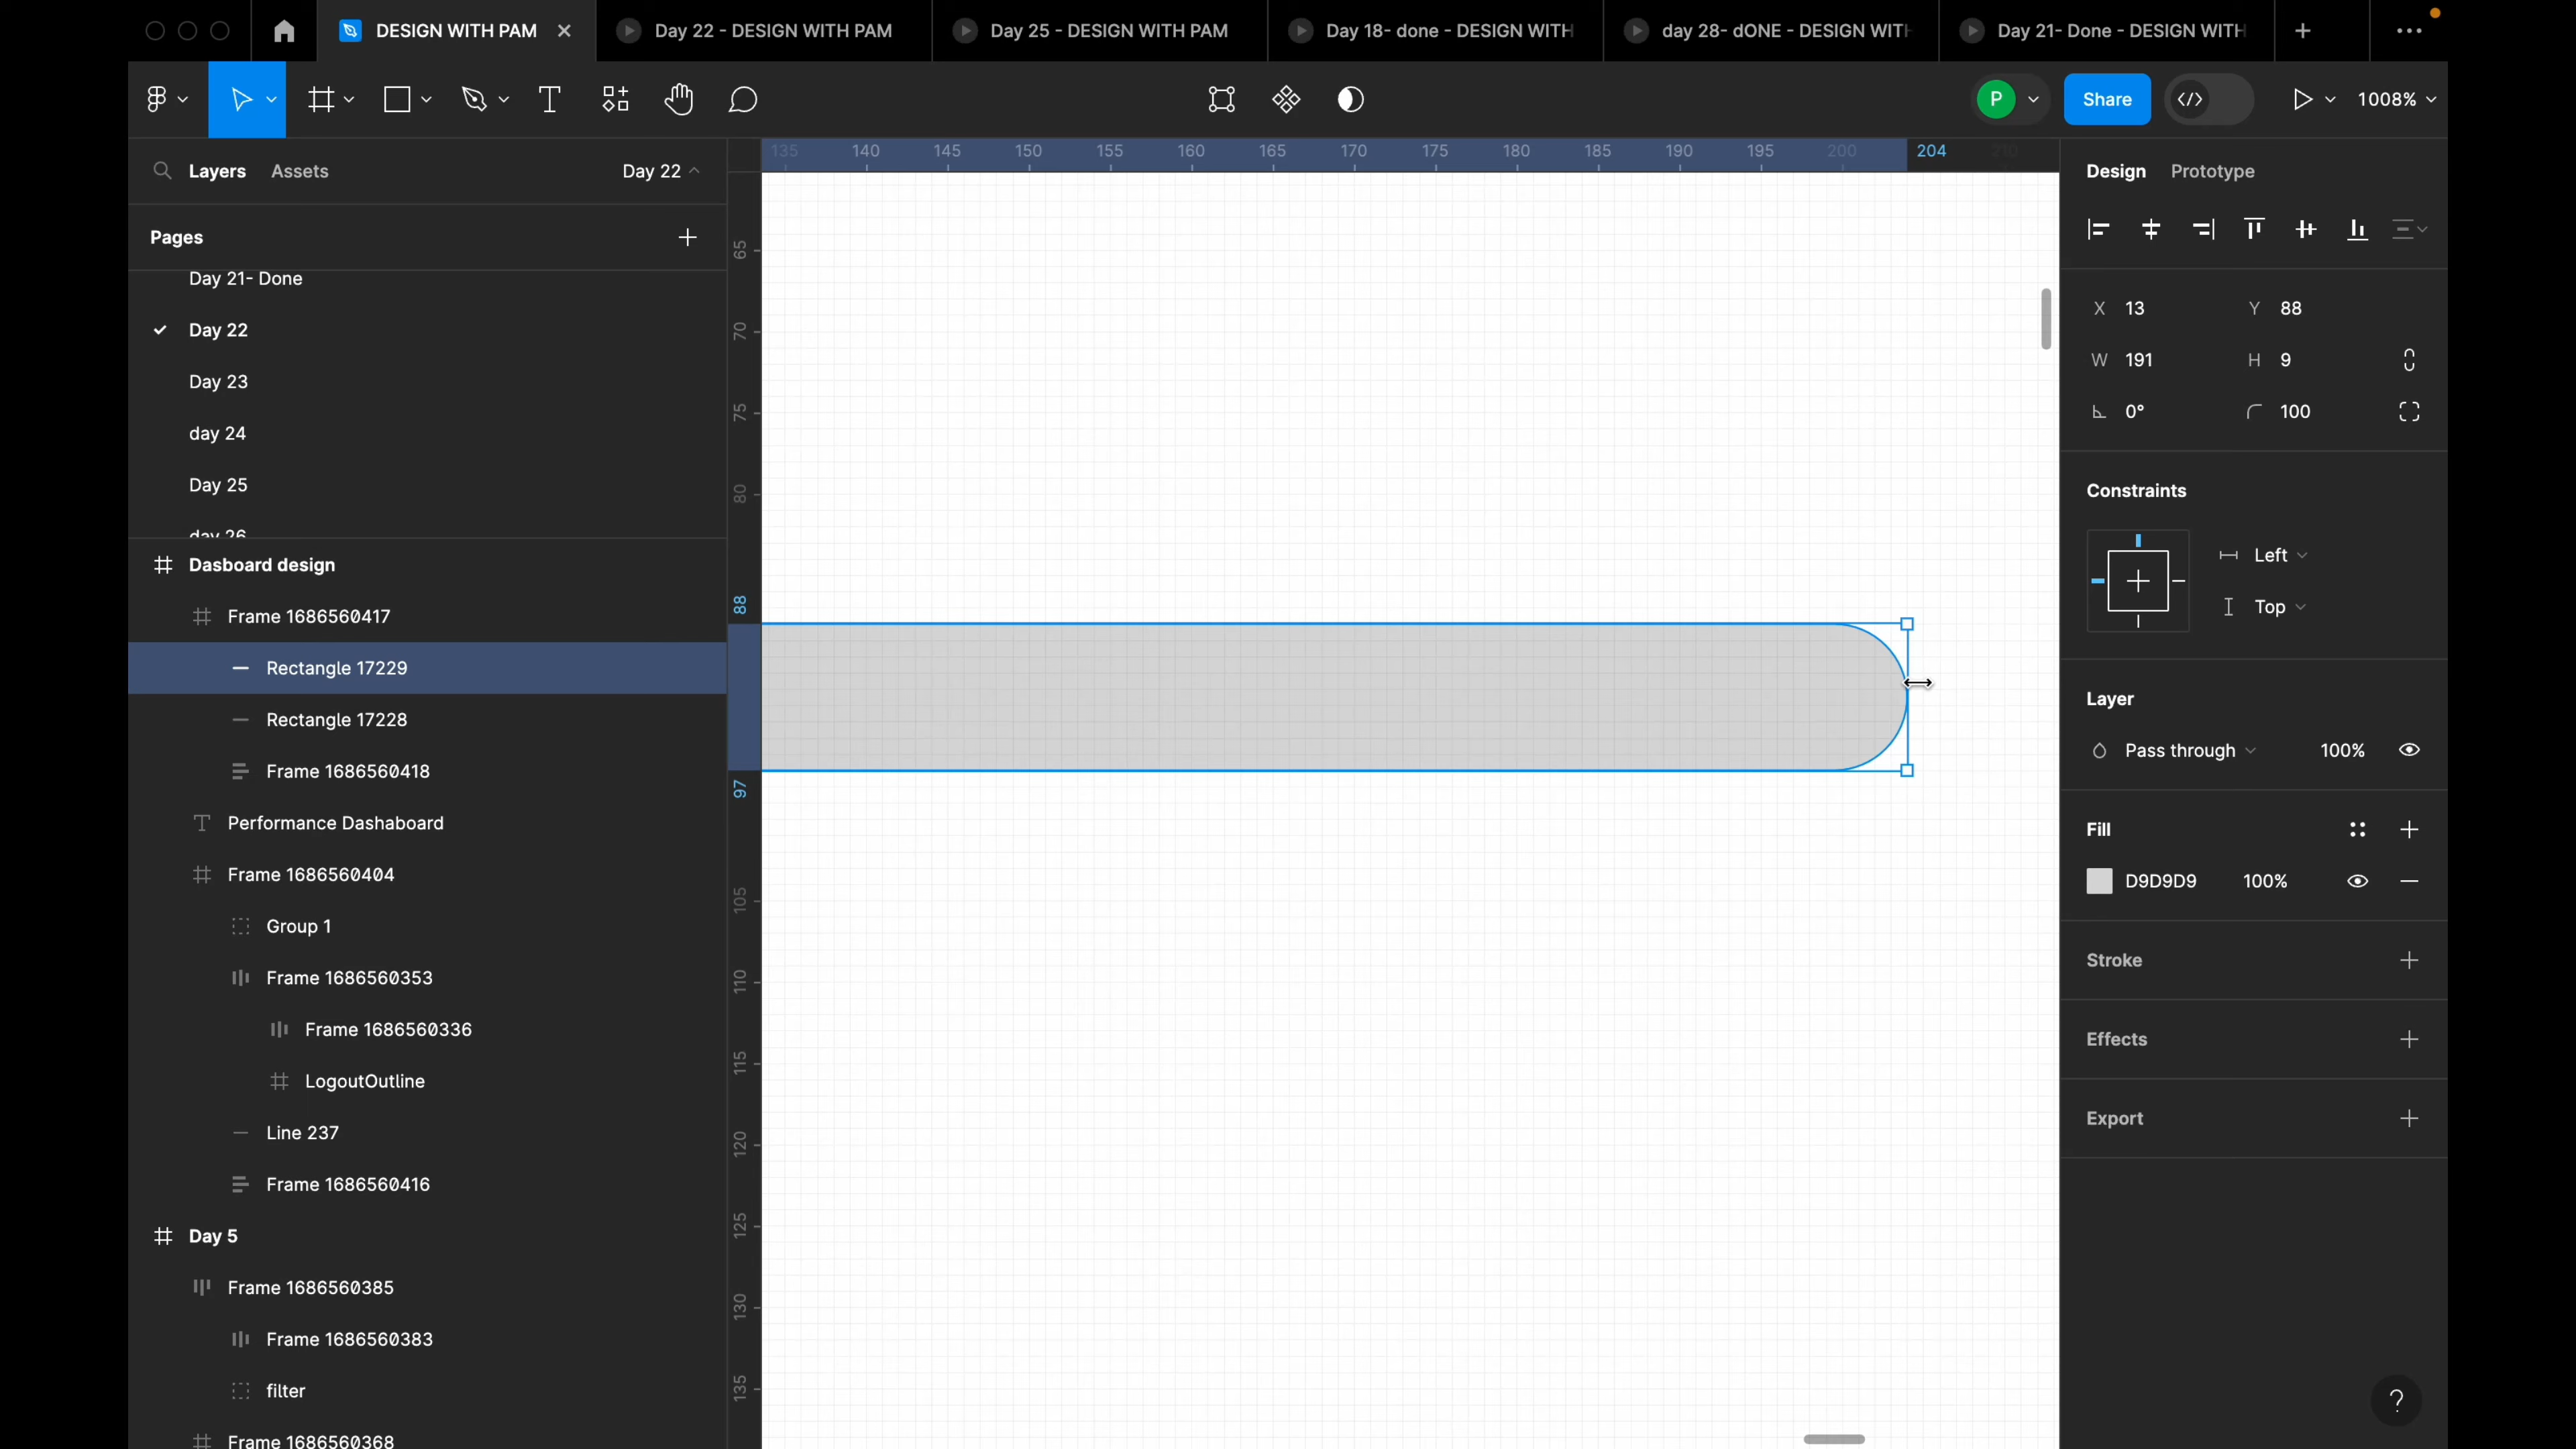 DESIGN WITH PAM
Day 22 - DESIGN WITH PAM
Day 25 - DESIGN WITH PAM
Day 18- done - DESIGN WITH
day 28- dONE - DESIGN WITH
Day 21- Done - DESIGN WITH
P
Share
1008%
Layers
Assets
Day 22
Pages
Day 21- Done
Day 22
Day 23
day 24
Day 25
day 26
Dasboard design
Frame 1686560417
Rectangle 17229
Rectangle 17228
Frame 1686560418
Performance Dashaboard
Frame 1686560404
Group 1
Frame 1686560353
Frame 1686560336
LogoutOutline
Line 237
Frame 1686560416
Day 5
Frame 1686560385
Frame 1686560383
filter
Frame 1686560368
135 140 145 150 155 160 165 170 175 180 185 190 195 200 204 210
65
70
75
80
88
97
105
110
115
120
125
130
135
Design
Prototype
X 13 Y 88
W 191 H 9
0° 100
Constraints
Left
Top
Layer
Pass through 100%
Fill
D9D9D9 100%
Stroke
Effects
Export
?